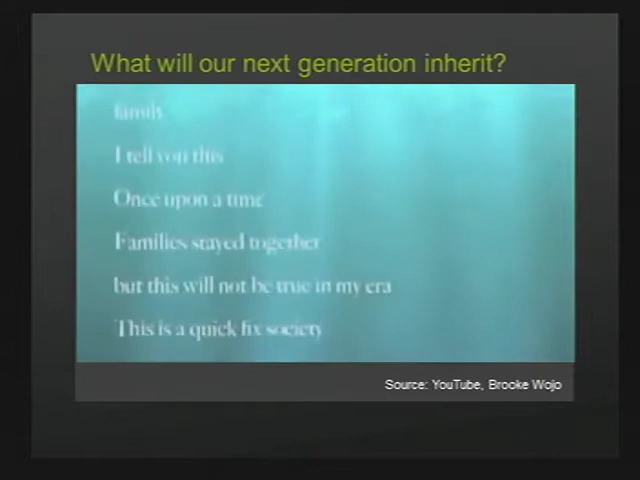 What will our next generation inherit?
family
I tell you this
Once upon a time
Families stayed together
but this will not be true in my era
This is a quick fix society
Source: YouTube, Brooke Wojo